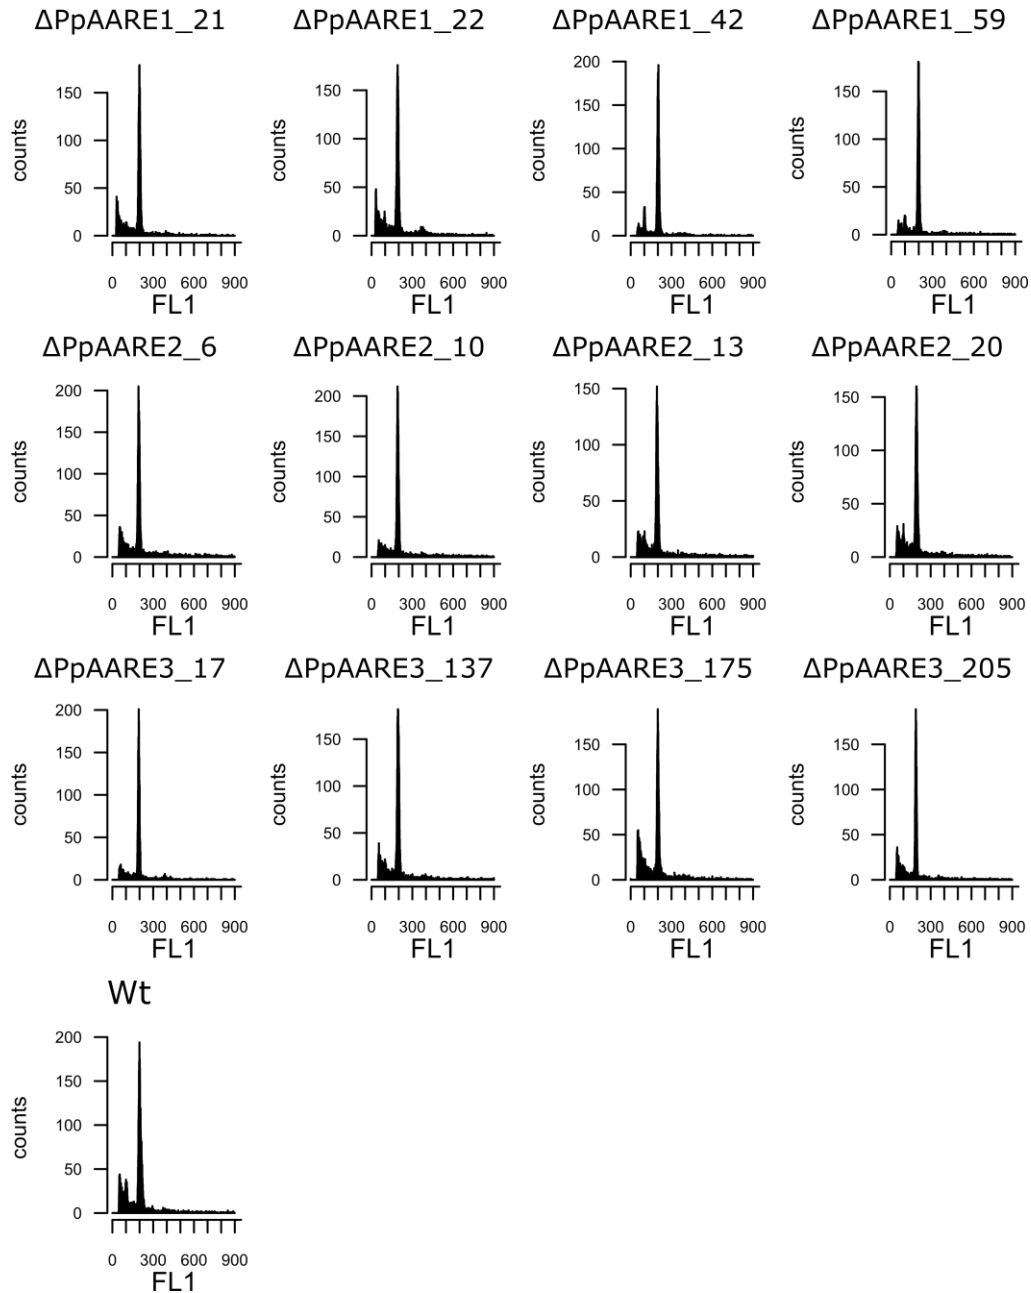 ΔPpAARE1_21 ΔPpAARE1_22 ΔPpAARE1_42 ΔPpAARE1_59
counts 150 100 50 0 counts 150 100 50 0 counts 200 150 100 50 0 counts 150 100 50 0
0 300 600 900 0 300 600 900 0 300 600 900 0 300 600 900
FL1 FL1 FL1 FL1
ΔPpAARE2_6 ΔPpAARE2_10 ΔPpAARE2_13 ΔPpAARE2_20
counts 200 150 100 50 0 counts 200 150 100 50 0 counts 150 100 50 0 counts 150 100 50 0
0 300 600 900 0 300 600 900 0 300 600 900 0 300 600 900
FL1 FL1 FL1 FL1
ΔPpAARE3_17 ΔPpAARE3_137 ΔPpAARE3_175 ΔPpAARE3_205
counts 200 150 100 50 0 counts 150 100 50 0 counts 150 100 50 0 counts 150 100 50 0
0 300 600 900 0 300 600 900 0 300 600 900 0 300 600 900
FL1 FL1 FL1 FL1
Wt
counts 200 150 100 50 0
0 300 600 900
FL1